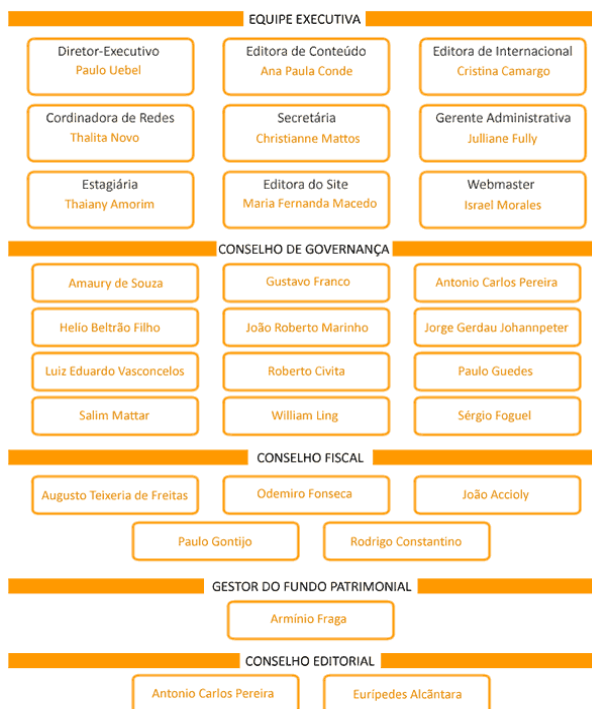 EQUIPE EXECUTIVA
Diretor-Executivo
Paulo Uebel
Editora de Conteúdo
Ana Paula Conde
Editora de Internacional
Cristina Camargo
Cordinadora de Redes
Thalita Novo
Secretária
Christianne Mattos
Gerente Administrativa
Julliane Fully
Estagiária
Thaiany Amorim
Editora do Site
Maria Fernanda Macedo
Webmaster
Israel Morales
CONSELHO DE GOVERNANÇA
Amaury de Souza
Gustavo Franco
Antonio Carlos Pereira
Helio Beltrão Filho
João Roberto Marinho
Jorge Gerdau Johannpeter
Luiz Eduardo Vasconcelos
Roberto Civita
Paulo Guedes
Salim Mattar
William Ling
Sérgio Foguel
CONSELHO FISCAL
Augusto Teixeria de Freitas
Odemiro Fonseca
João Accioly
Paulo Gontijo
Rodrigo Constantino
GESTOR DO FUNDO PATRIMONIAL
Armínio Fraga
CONSELHO EDITORIAL
Antonio Carlos Pereira
Eurípedes Alcãntara